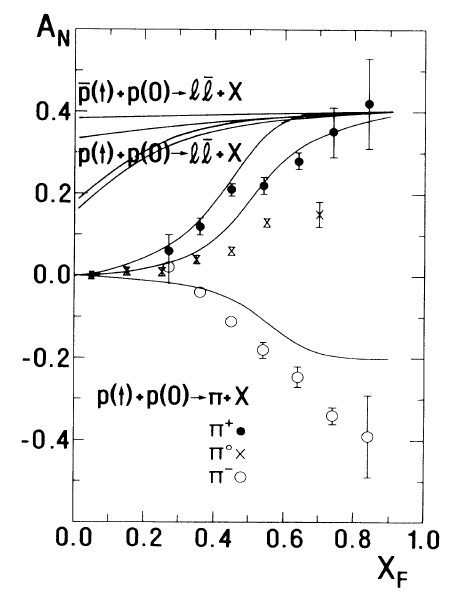 A_N
p̄(↑)+p(0)→ℓℓ̄+X
0.4
p(↑)+p(0)→ℓℓ̄+X
0.2
0.0
-0.2
p(↑)+p(0)→π+X
π⁺ ●
-0.4
π⁰ ×
π⁻ ○
0.0 0.2 0.4 0.6 0.8 1.0
X_F